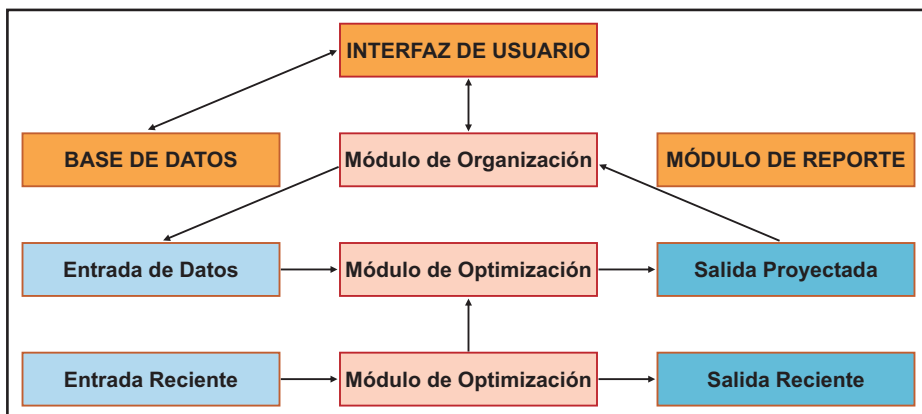 INTERFAZ DE USUARIO
BASE DE DATOS
Módulo de Organización
MÓDULO DE REPORTE
Entrada de Datos
Módulo de Optimización
Salida Proyectada
Entrada Reciente
Módulo de Optimización
Salida Reciente